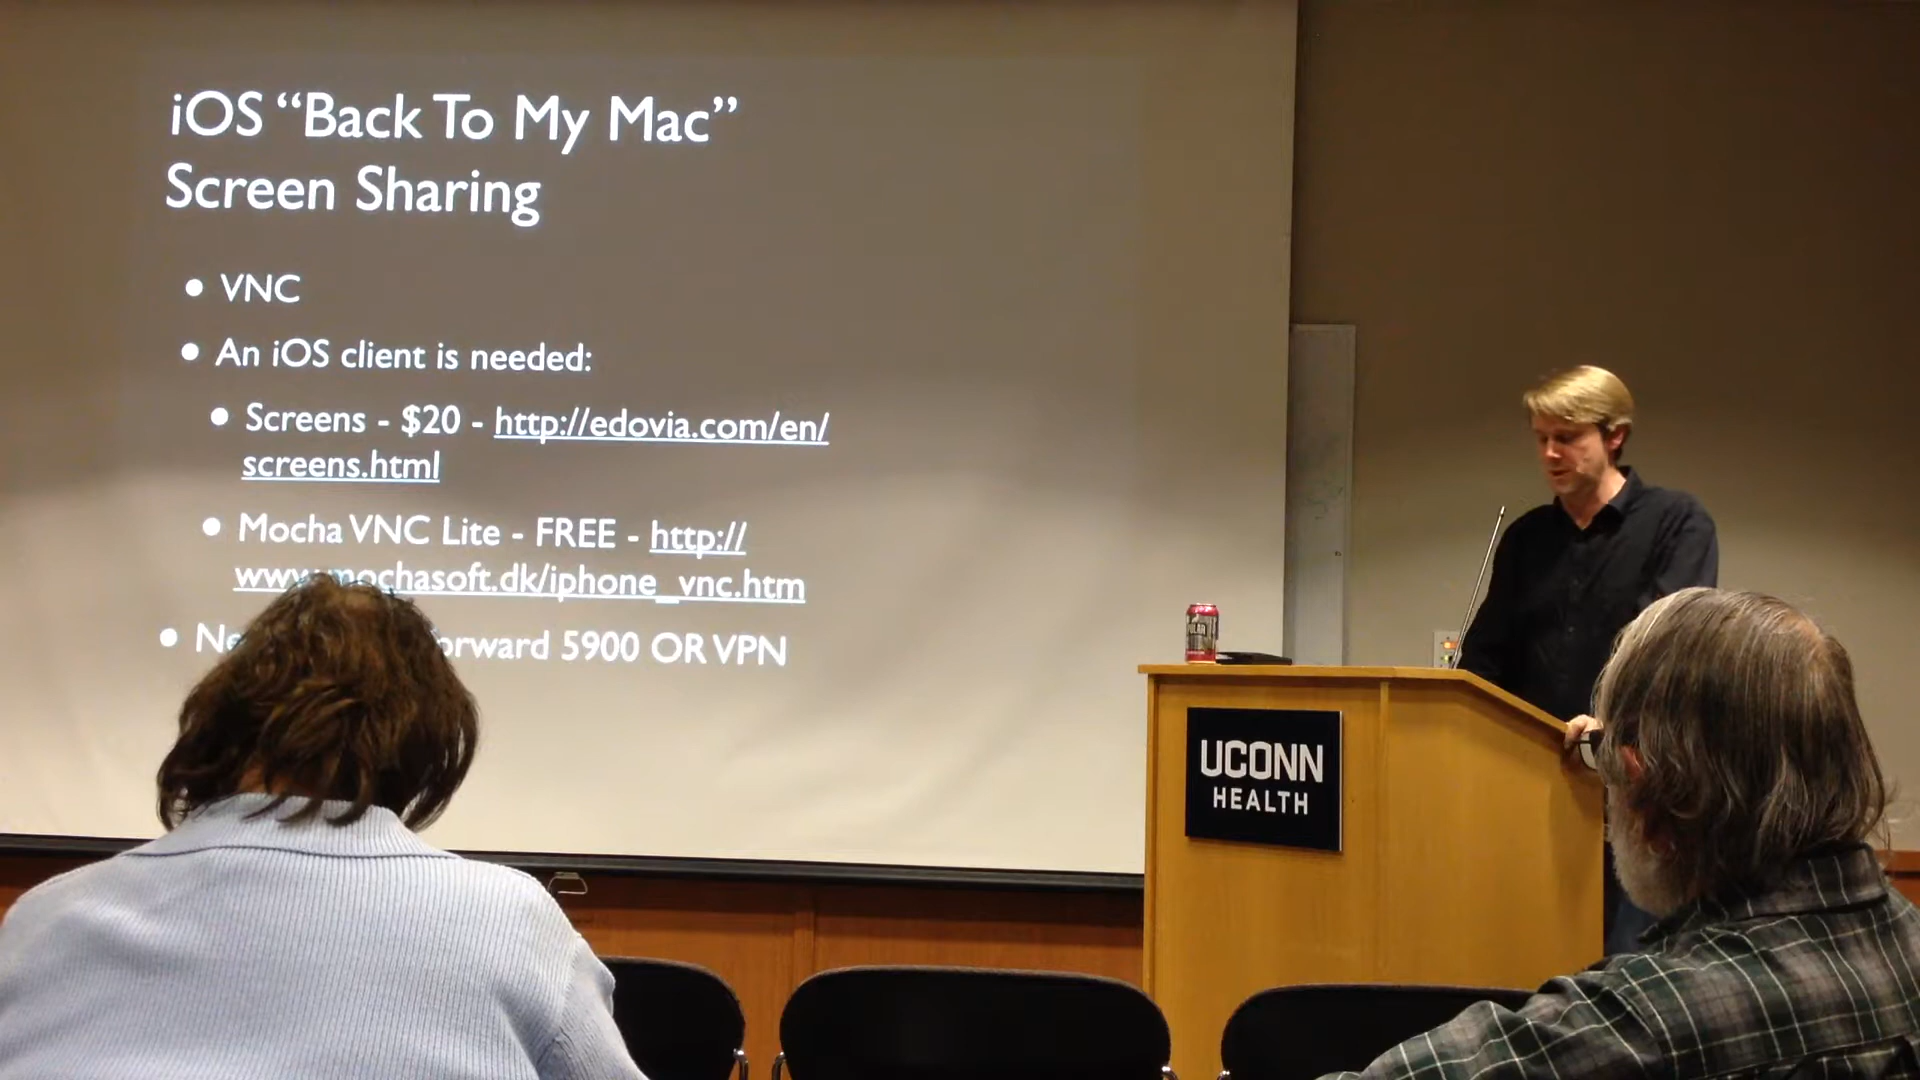 iOS “Back To My Mac”
Screen Sharing
• VNC
• An iOS client is needed:
• Screens - $20 - http://edovia.com/en/
screens.html
• Mocha VNC Lite - FREE - http://
www.mochasoft.dk/iphone_vnc.htm
• 5900 OR VPN
UCONN
HEALTH